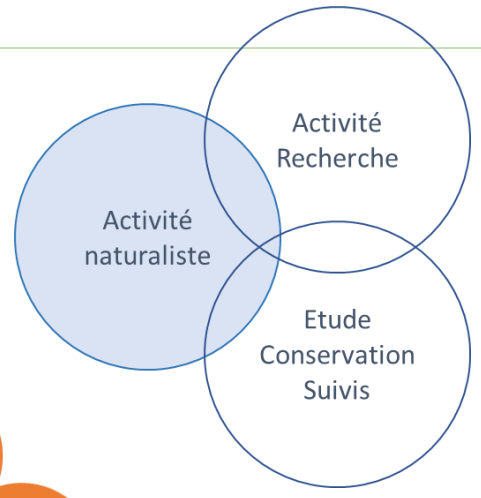 Activité
Recherche
Activité
naturaliste
Etude
Conservation
Suivis